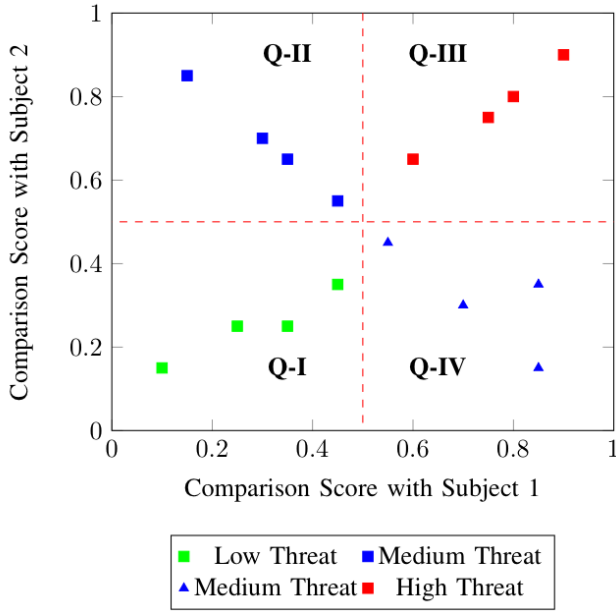 1
Q-II Q-III
0.8
0.6
0.4
0.2
Q-I Q-IV
0
0 0.2 0.4 0.6 0.8 1
Comparison Score with Subject 2
Comparison Score with Subject 1
Low Threat Medium Threat
Medium Threat High Threat